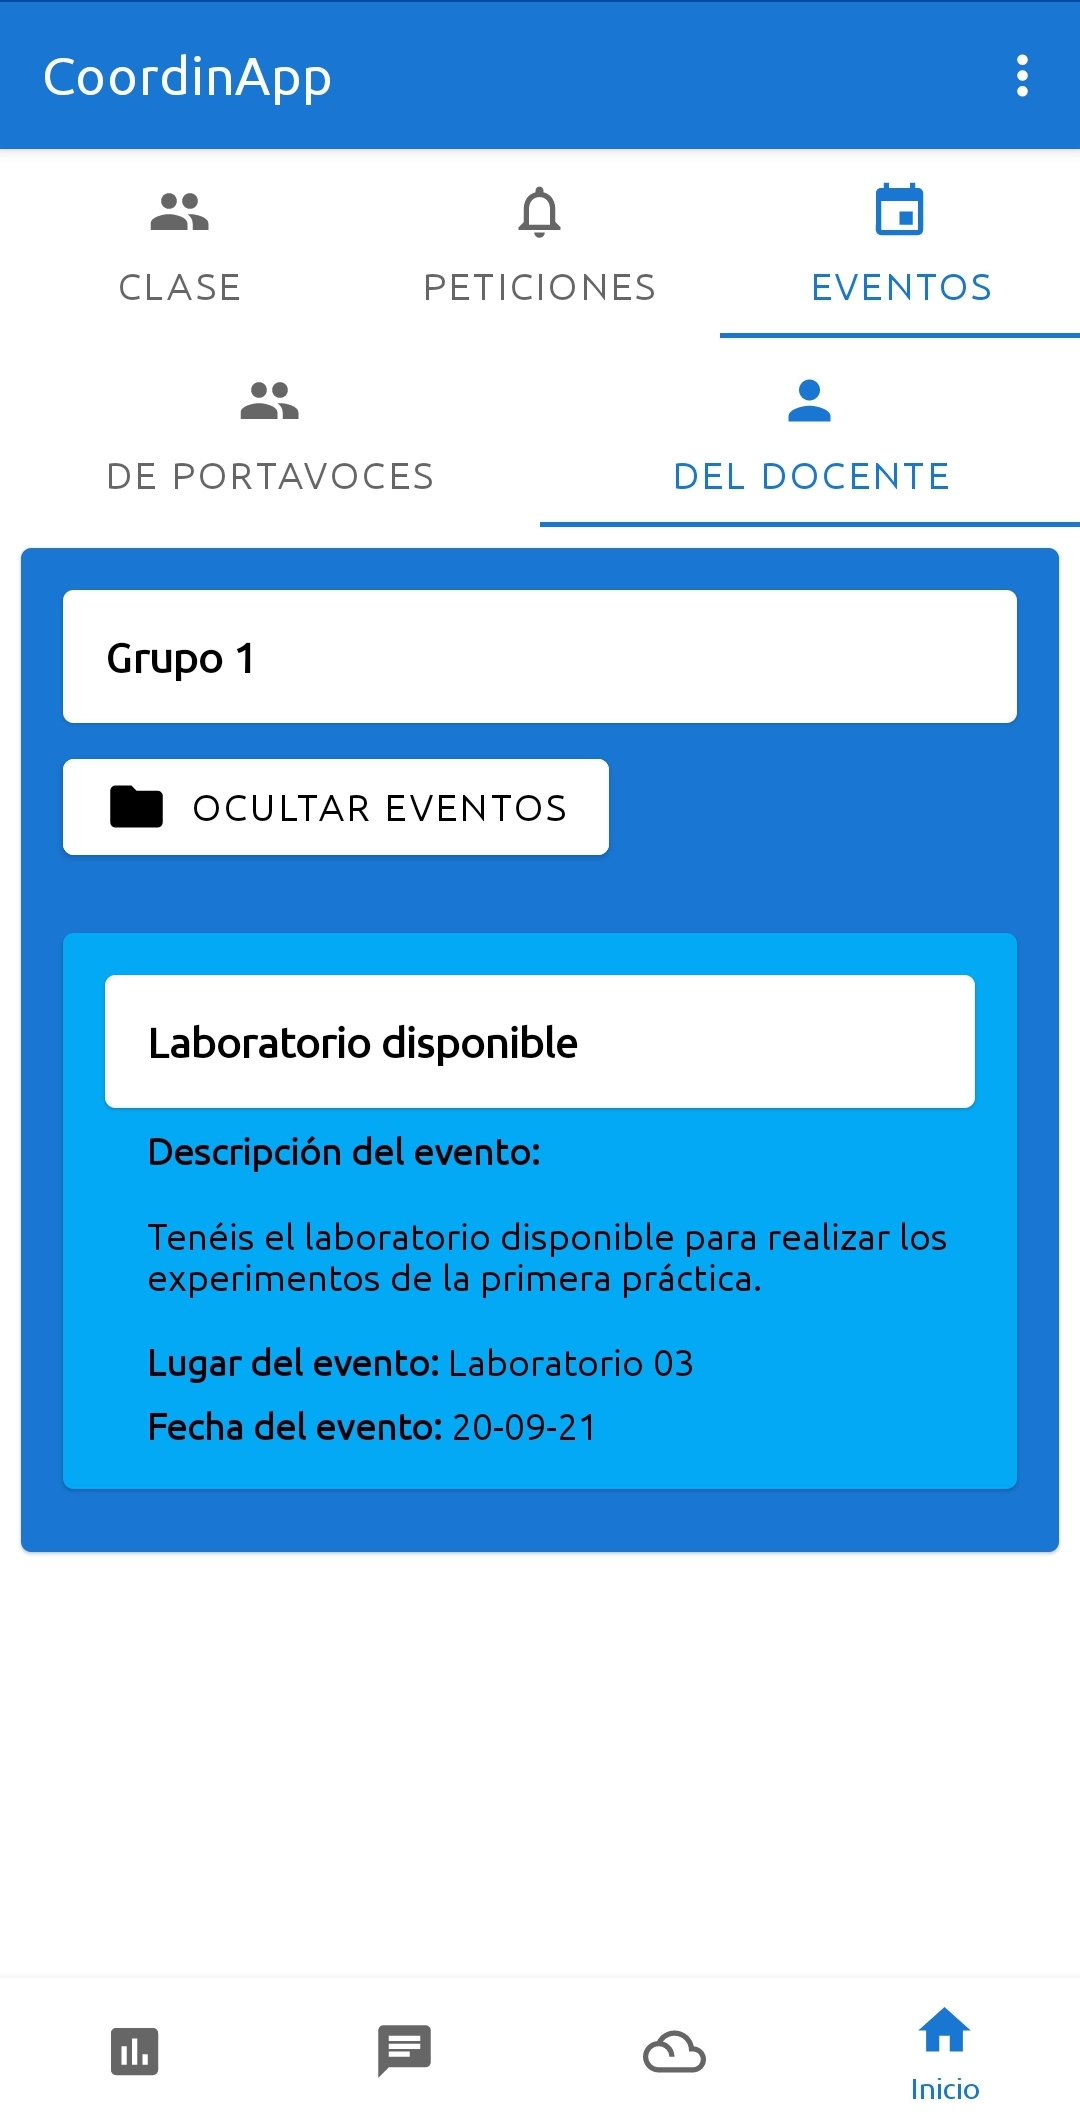 CoordinApp
CLASE
PETICIONES
EVENTOS
DE PORTAVOCES
DEL DOCENTE
Grupo 1
OCULTAR EVENTOS
Laboratorio disponible
Descripción del evento:
Tenéis el laboratorio disponible para realizar los
experimentos de la primera práctica.
Lugar del evento: Laboratorio 03
Fecha del evento: 20-09-21
Inicio